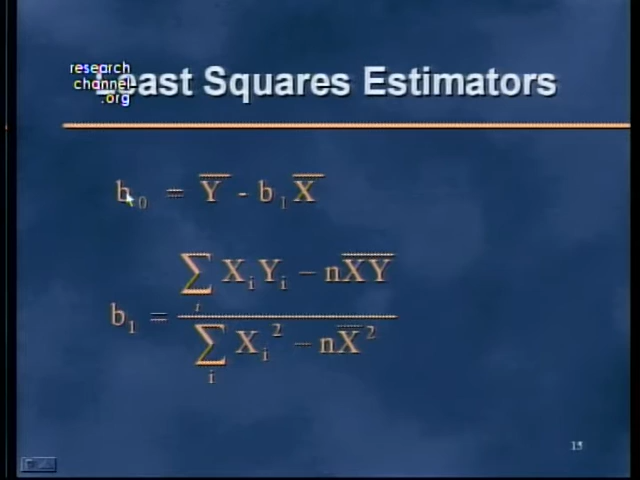 research
channel
.org
Least Squares Estimators
b₀ = Y̅ - b₁X̅
b₁ = (∑ᵢ XᵢYᵢ – nX̅Y̅) / (∑ᵢ Xᵢ² – nX̅²)
15